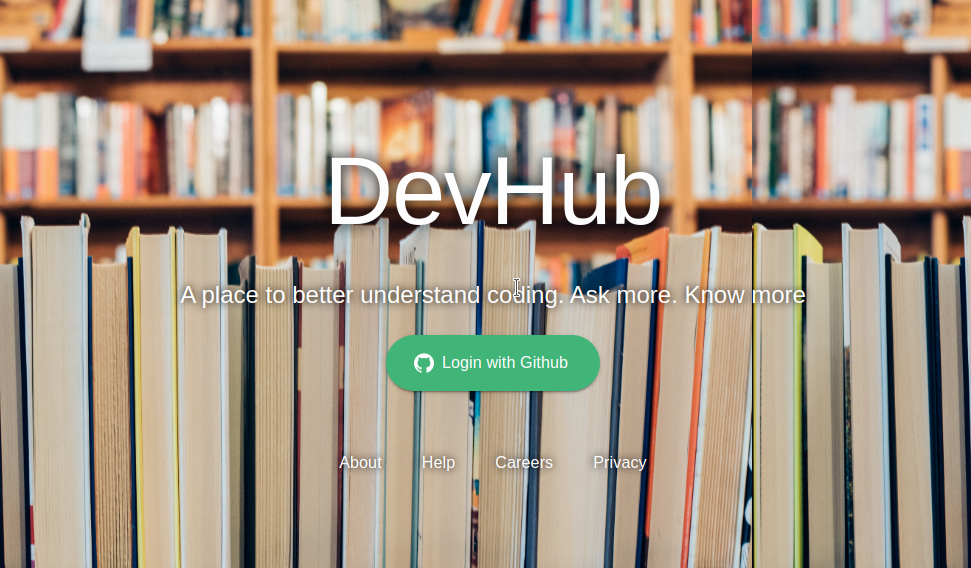 DevHub
A place to better understand coding. Ask more. Know more
Login with Github
About Help Careers Privacy